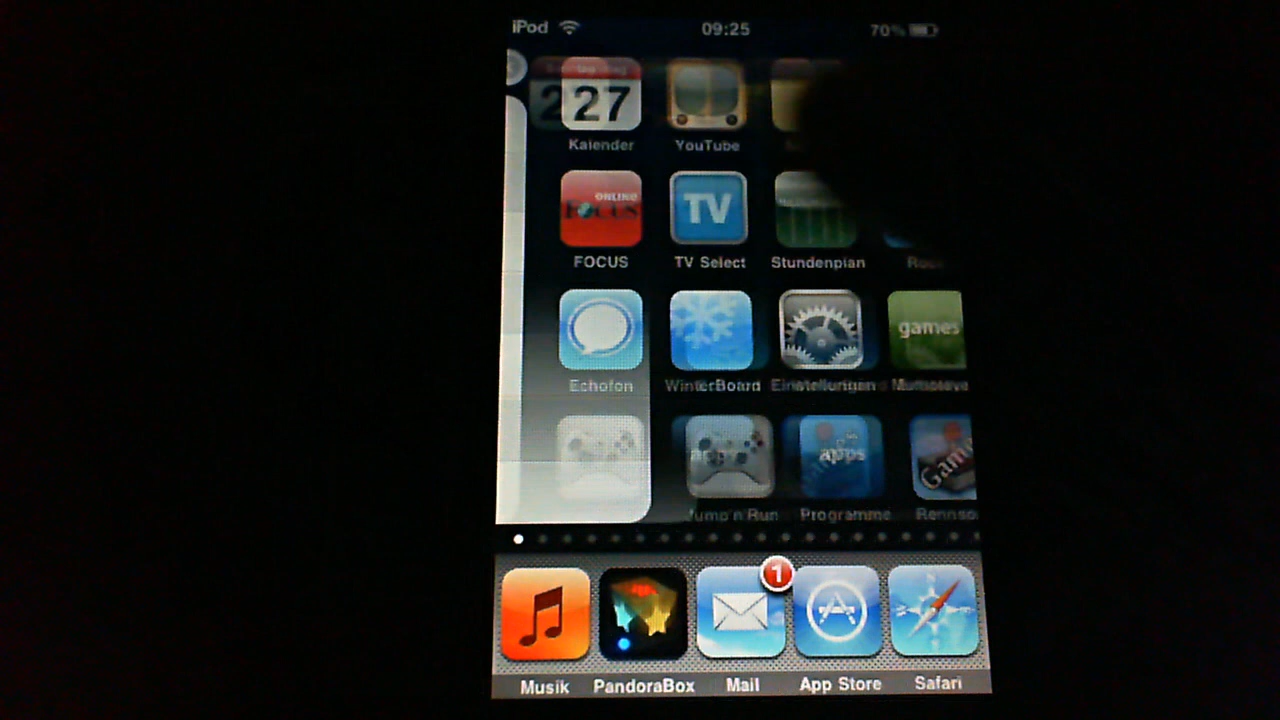 iPod 09:25 70%
27
Kalender YouTube
ONLINE
FOCUS TV
FOCUS TV Select Stundenplan
games
Echofon WinterBoard Einstellungen
apps
Jump'n Run Programme
1
Musik PandoraBox Mail App Store Safari